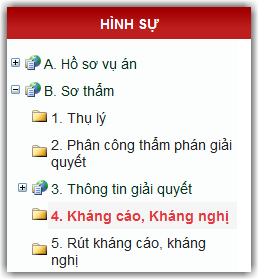 HÌNH SỰ
A. Hồ sơ vụ án
B. Sơ thẩm
1. Thụ lý
2. Phân công thẩm phán giải
quyết
3. Thông tin giải quyết
4. Kháng cáo, Kháng nghị
5. Rút kháng cáo, kháng
nghị